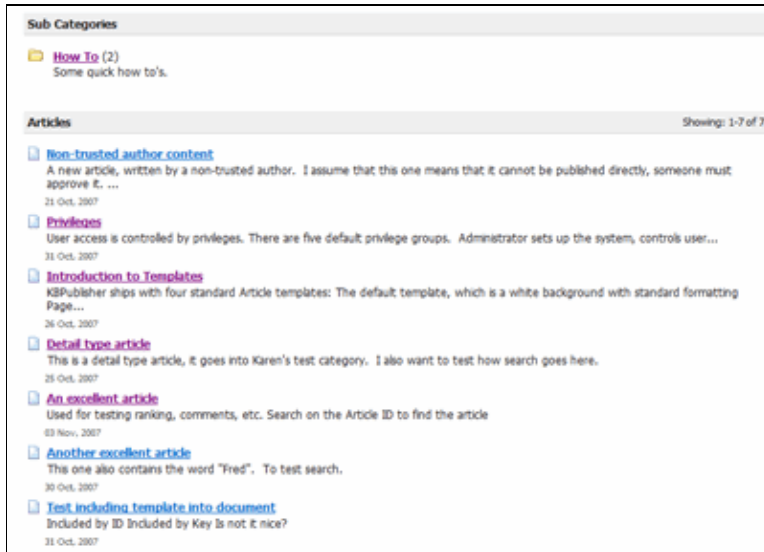 Sub Categories
How To (2)
Some quick how to's.
Articles
Showing: 1-7 of 7
Non-trusted author content
A new article, written by a non-trusted author. I assume that this one means that it cannot be published directly, someone must
approve it. ...
21 Oct, 2007
Privileges
User access is controlled by privileges. There are five default privilege groups. Administrator sets up the system, controls user...
31 Oct, 2007
Introduction to Templates
KBPublisher ships with four standard Article templates: The default template, which is a white background with standard formatting
Page...
26 Oct, 2007
Detail type article
This is a detail type article, it goes into Karen's test category. I also want to test how search goes here.
25 Oct, 2007
An excellent article
Used for testing ranking, comments, etc. Search on the Article ID to find the article
03 Nov, 2007
Another excellent article
This one also contains the word "Fred". To test search.
30 Oct, 2007
Test including template into document
Included by ID Included by Key Is not it nice?
31 Oct, 2007